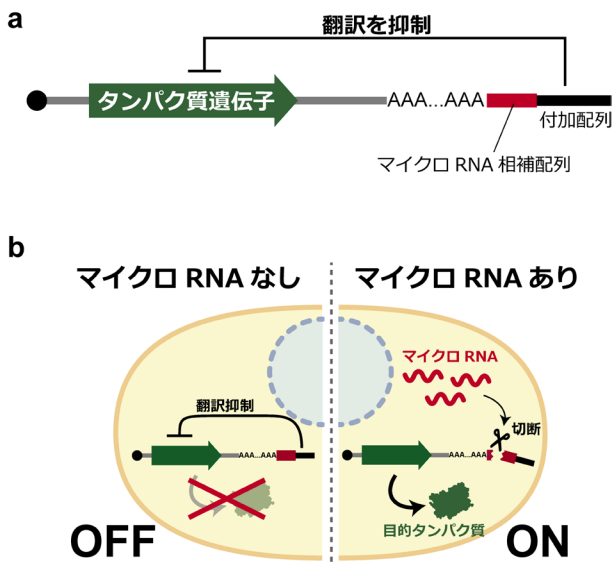 a
翻訳を抑制
タンパク質遺伝子
AAA...AAA
付加配列
マイクロ RNA 相補配列
b
マイクロ RNA なし
マイクロ RNA あり
マイクロ RNA
翻訳抑制
切断
AAA...AAA
AAA...AAA
目的タンパク質
OFF
ON